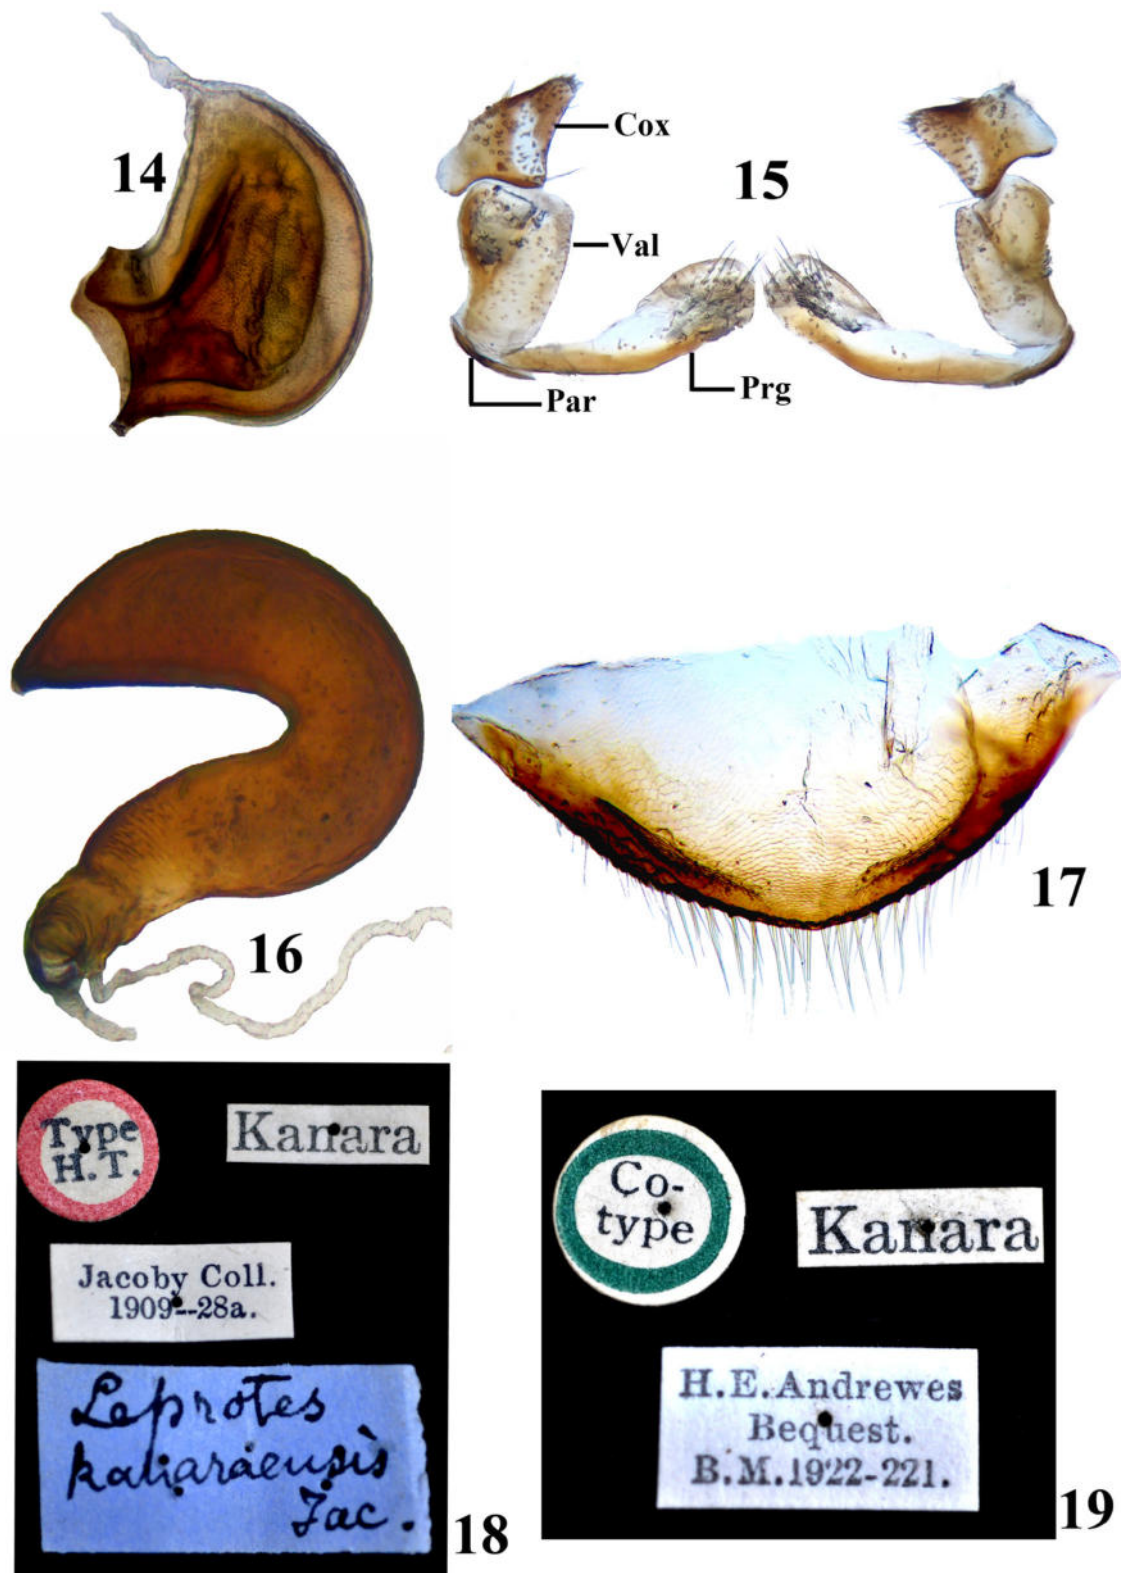 14
Cox
15
Val
Par
Prg
16
17
Type
H.T.
Kanara
Jacoby Coll.
1909--28a.
Leprotes
kanaraensis
Jac.
18
Co-
type
Kanara
H.E.Andrewes
Bequest.
B.M.1922-221.
19